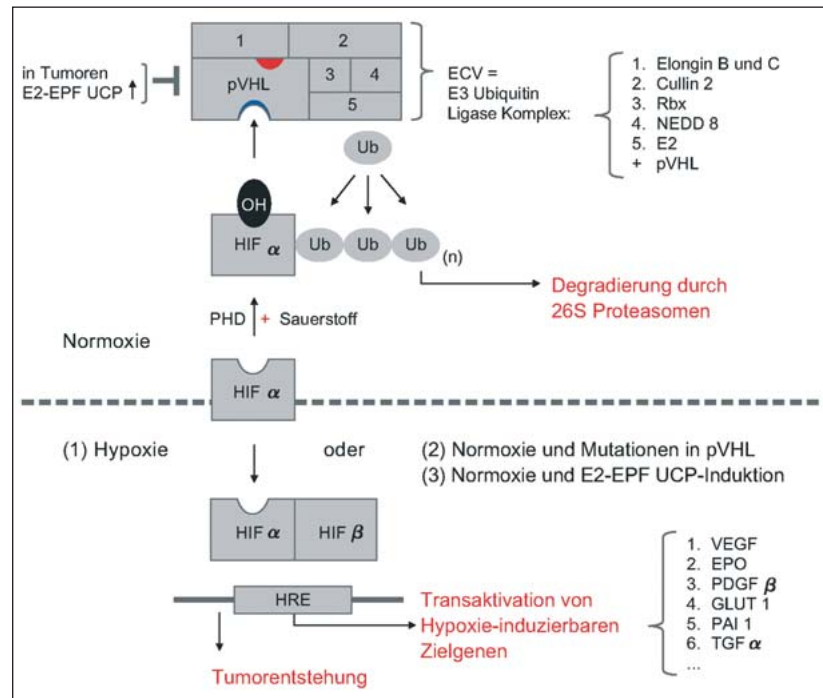 in Tumoren
E2-EPF UCP ↑
1
2
pVHL
3
4
5
ECV =
E3 Ubiquitin
Ligase Komplex:
1. Elongin B und C
2. Cullin 2
3. Rbx
4. NEDD 8
5. E2
+ pVHL
Ub
OH
HIF α
Ub
Ub
Ub
(n)
Degradierung durch
26S Proteasomen
PHD + Sauerstoff
Normoxie
HIF α
(1) Hypoxie
oder
(2) Normoxie und Mutationen in pVHL
(3) Normoxie und E2-EPF UCP-Induktion
HIF α
HIF β
HRE
Transaktivation von
Hypoxie-induzierbaren
Zielgenen
1. VEGF
2. EPO
3. PDGF β
4. GLUT 1
5. PAI 1
6. TGF α
...
Tumorentstehung